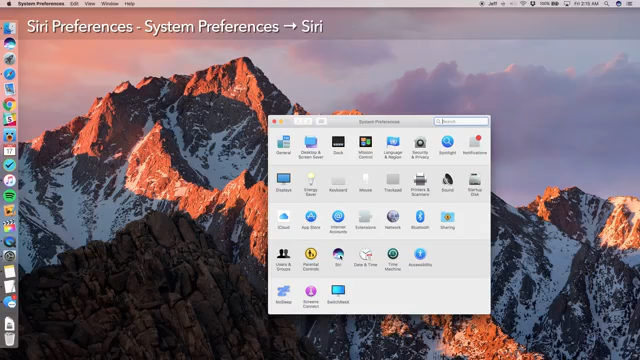 System Preferences Edit View Window Help
Jeff
100%
Fri 2:15 AM
Siri Preferences - System Preferences → Siri
System Preferences
Search
General
Desktop & Screen Saver
Dock
Mission Control
Language & Region
Security & Privacy
Spotlight
Notifications
Displays
Energy Saver
Keyboard
Mouse
Trackpad
Printers & Scanners
Sound
Startup Disk
iCloud
App Store
Internet Accounts
Extensions
Network
Bluetooth
Sharing
Users & Groups
Parental Controls
Siri
Date & Time
Time Machine
Accessibility
AirDisplay
Screens Connect
SwitchResX
17